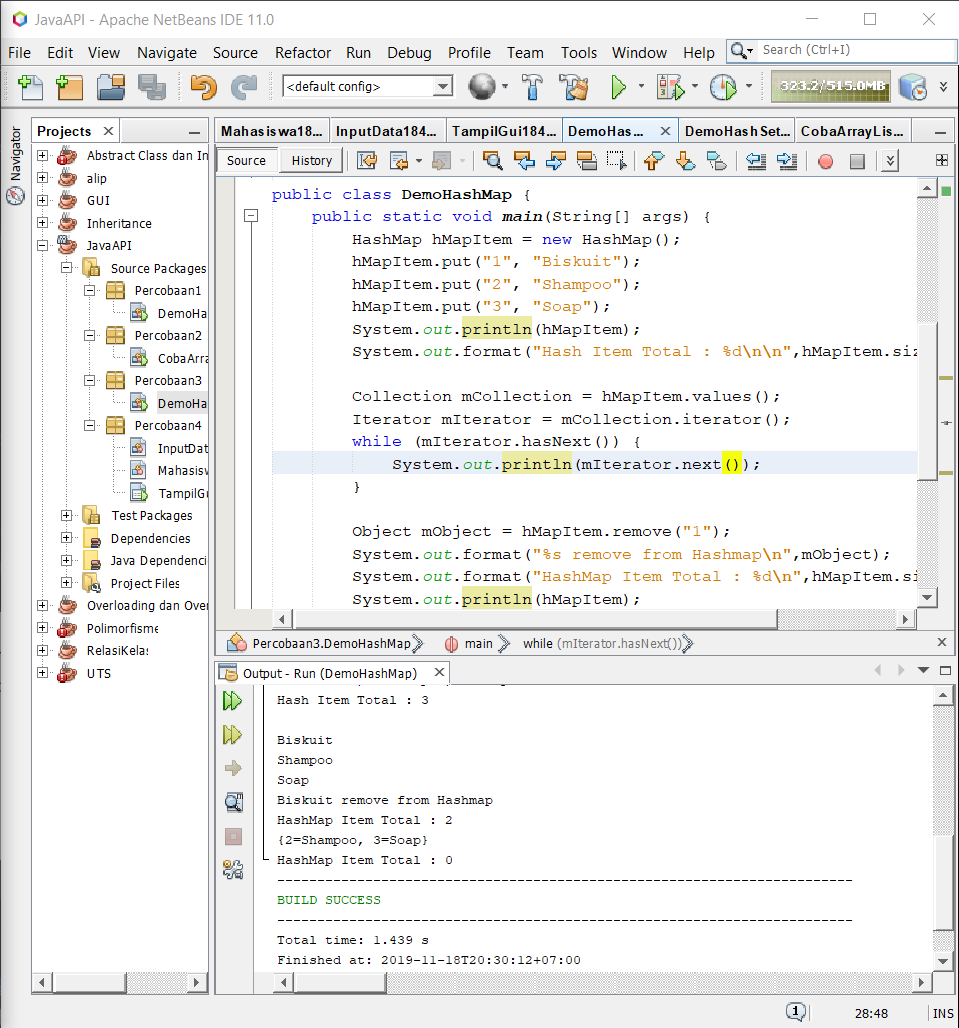 JavaAPI - Apache NetBeans IDE 11.0
File Edit View Navigate Source Refactor Run Debug Profile Team Tools Window Help Search (Ctrl+I)
<default config> 323.2/515.0MB
Navigator
Projects
Abstract Class dan In
alip
GUI
Inheritance
JavaAPI
Source Packages
Percobaan1
DemoHa
Percobaan2
CobaArra
Percobaan3
DemoHa
Percobaan4
InputDat
Mahasisw
TampilGu
Test Packages
Dependencies
Java Dependenci
Project Files
Overloading dan Over
Polimorfisme
RelasiKelas
UTS
Mahasiswa18... InputData184... TampilGui184... DemoHas... DemoHashSet... CobaArrayLis...
Source History
public class DemoHashMap {
public static void main(String[] args) {
HashMap hMapItem = new HashMap();
hMapItem.put("1", "Biskuit");
hMapItem.put("2", "Shampoo");
hMapItem.put("3", "Soap");
System.out.println(hMapItem);
System.out.format("Hash Item Total : %d\n\n",hMapItem.siz
Collection mCollection = hMapItem.values();
Iterator mIterator = mCollection.iterator();
while (mIterator.hasNext()) {
System.out.println(mIterator.next());
}
Object mObject = hMapItem.remove("1");
System.out.format("%s remove from Hashmap\n",mObject);
System.out.format("HashMap Item Total : %d\n",hMapItem.si
System.out.println(hMapItem);
Percobaan3.DemoHashMap main while (mIterator.hasNext())
Output - Run (DemoHashMap)
Hash Item Total : 3
Biskuit
Shampoo
Soap
Biskuit remove from Hashmap
HashMap Item Total : 2
{2=Shampoo, 3=Soap}
HashMap Item Total : 0
------------------------------------------------------------------------
BUILD SUCCESS
------------------------------------------------------------------------
Total time: 1.439 s
Finished at: 2019-11-18T20:30:12+07:00
28:48 INS